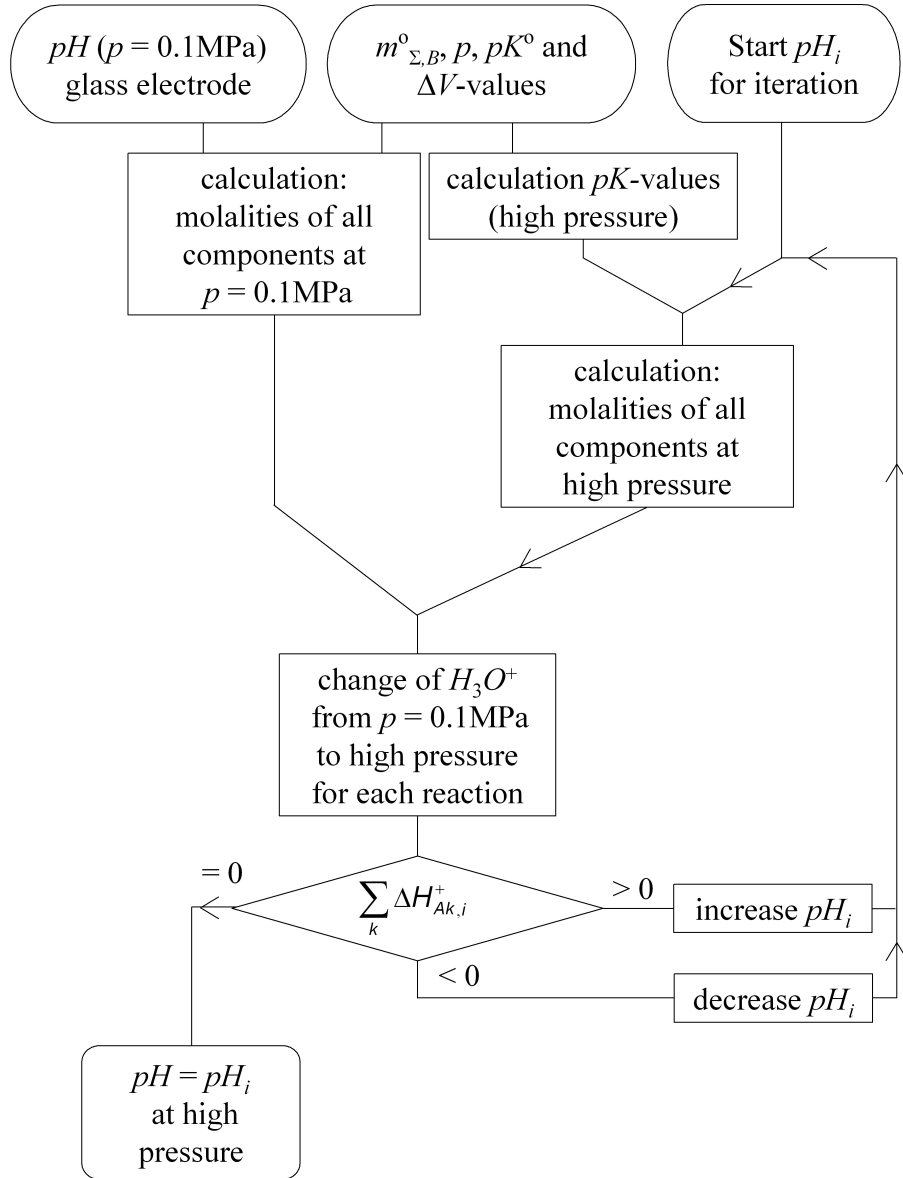 pH (p = 0.1MPa)
glass electrode
m°Σ,B, p, pK° and
ΔV-values
Start pHi
for iteration
calculation:
molalities of all
components at
p = 0.1MPa
calculation pK-values
(high pressure)
calculation:
molalities of all
components at
high pressure
change of H₃O⁺
from p = 0.1MPa
to high pressure
for each reaction
= 0
∑k ΔH⁺Ak,i
> 0
increase pHi
< 0
decrease pHi
pH = pHi
at high
pressure